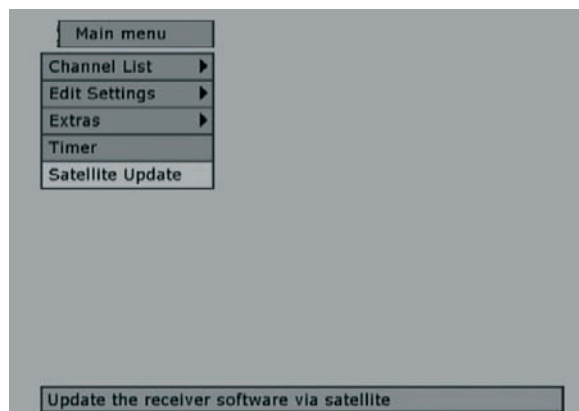 Main menu
Channel List
Edit Settings
Extras
Timer
Satellite Update
Update the receiver software via satellite